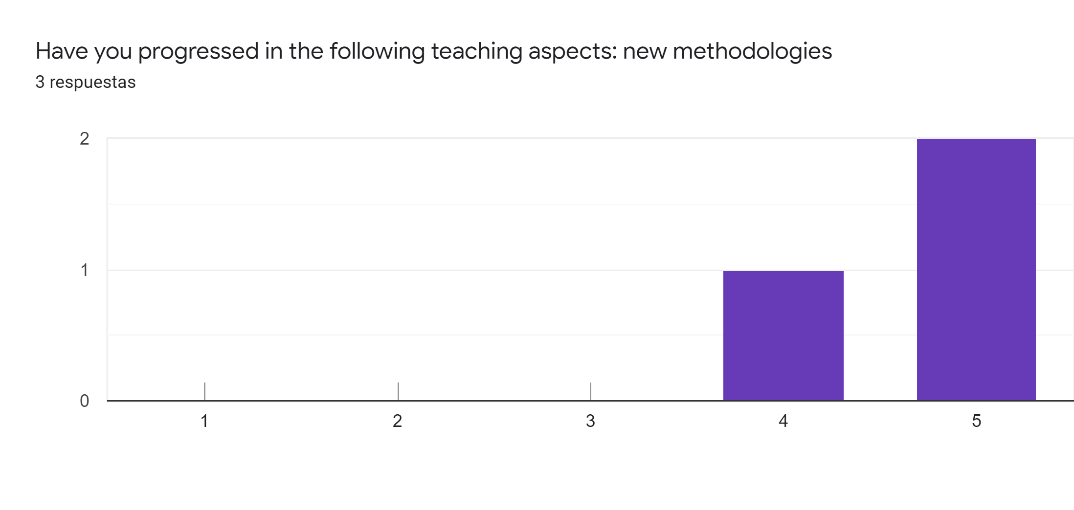 Have you progressed in the following teaching aspects: new methodologies
3 respuestas
2
1
0
1 2 3 4 5